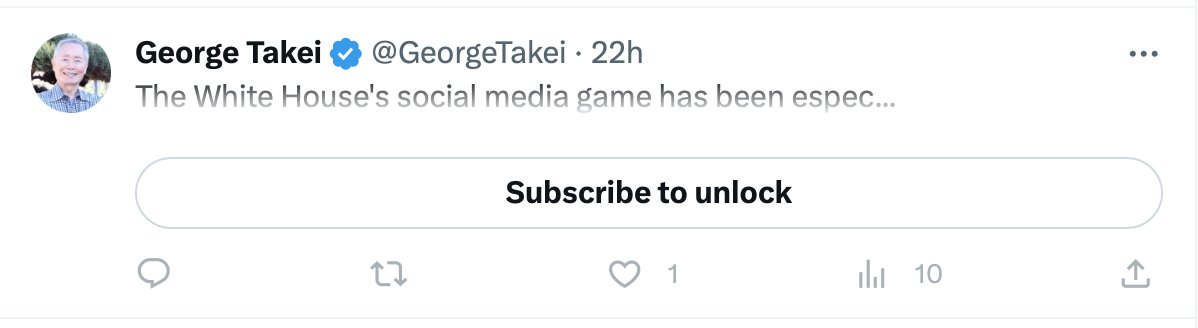 George Takei @GeorgeTakei · 22h
The White House's social media game has been espec...
Subscribe to unlock
1 10